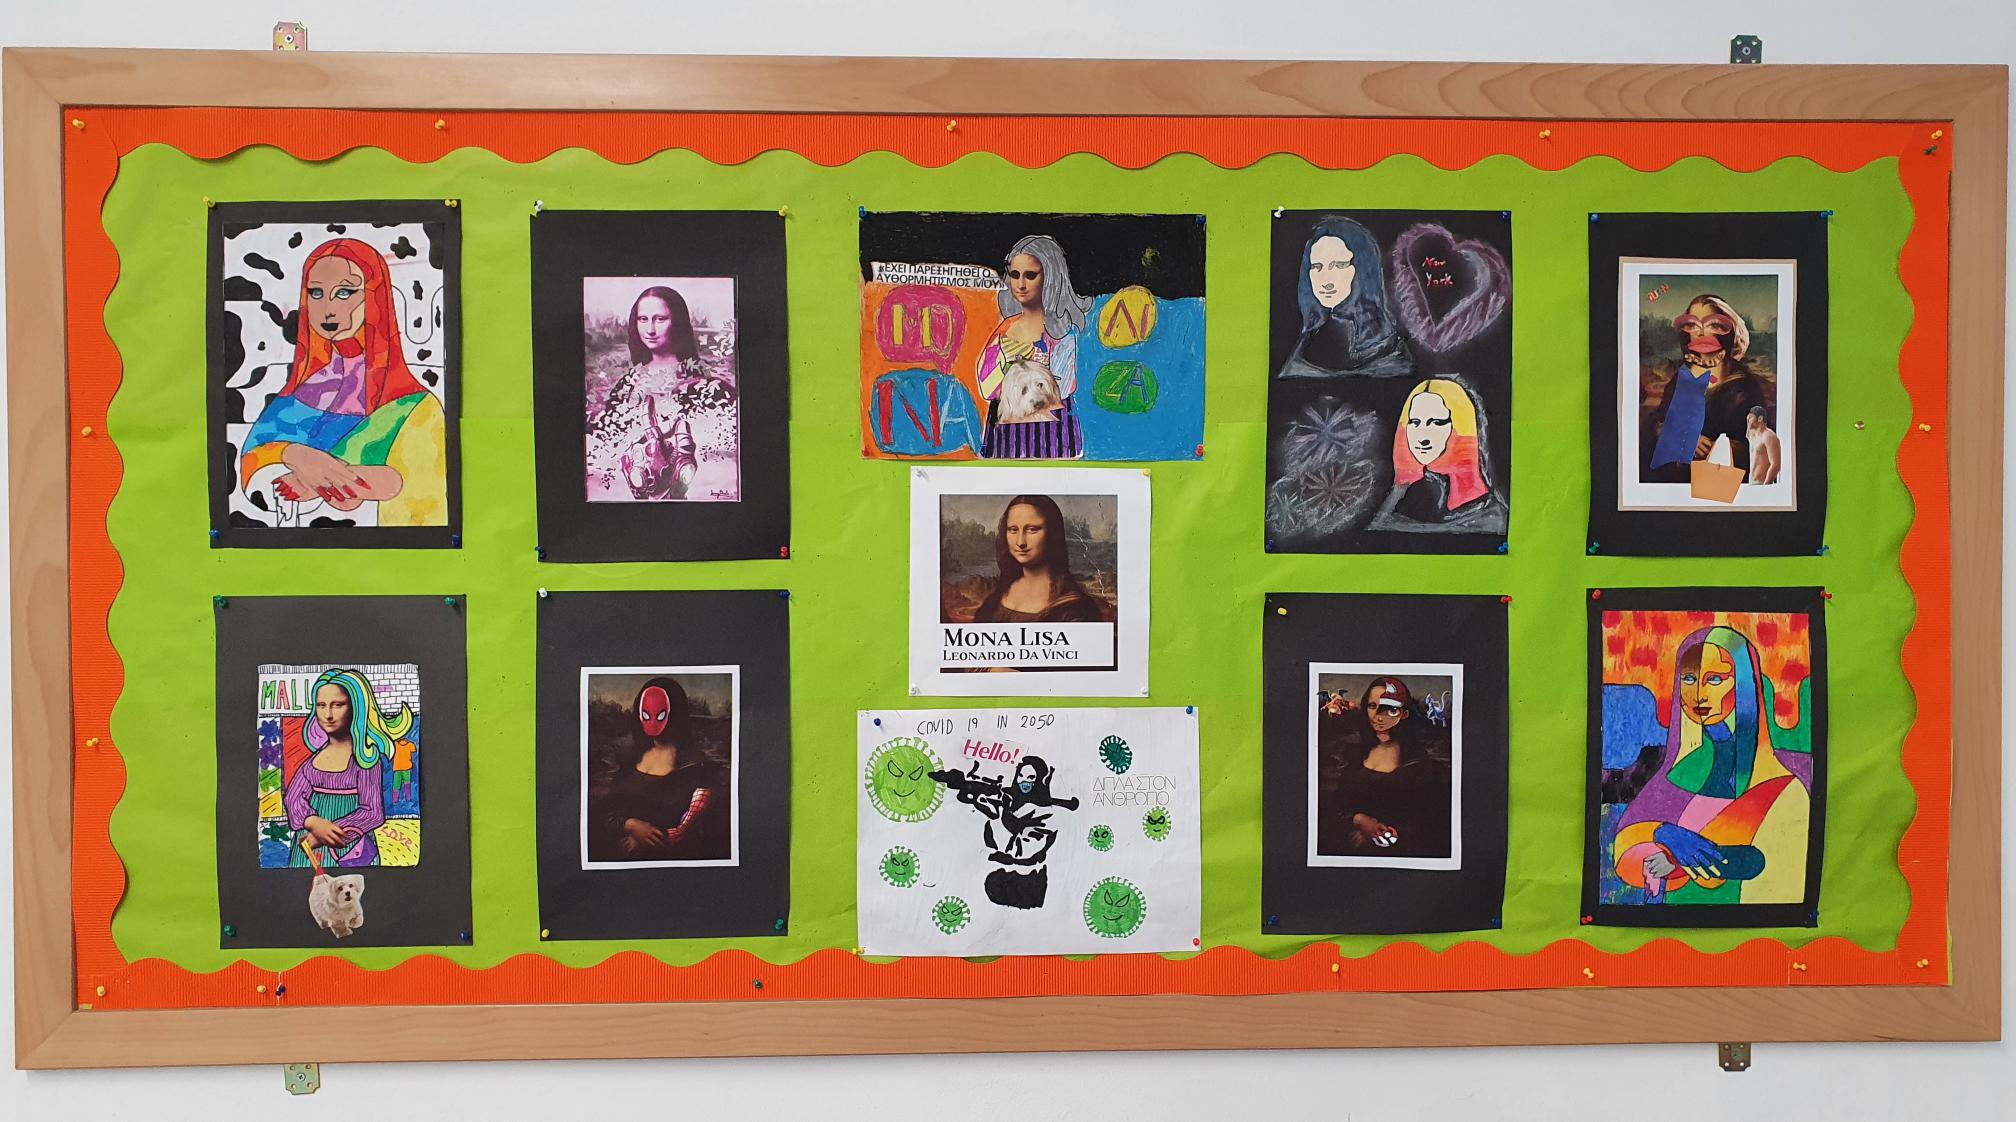 «ΕΧΕΙ ΠΑΡΕΞΗΓΗΘΕΙ Ο
ΑΥΘΟΡΜΗΤΙΣΜΟΣ ΜΟΥ»
ΜΟ
ΝΑ
ΛΙ
ΖΑ
New
York
MONA LISA
LEONARDO DA VINCI
MALL
LOVE
COVID 19 IN 2050
Hello!
ΔΙΠΛΑ ΣΤΟΝ
ΑΝΘΡΩΠΟ